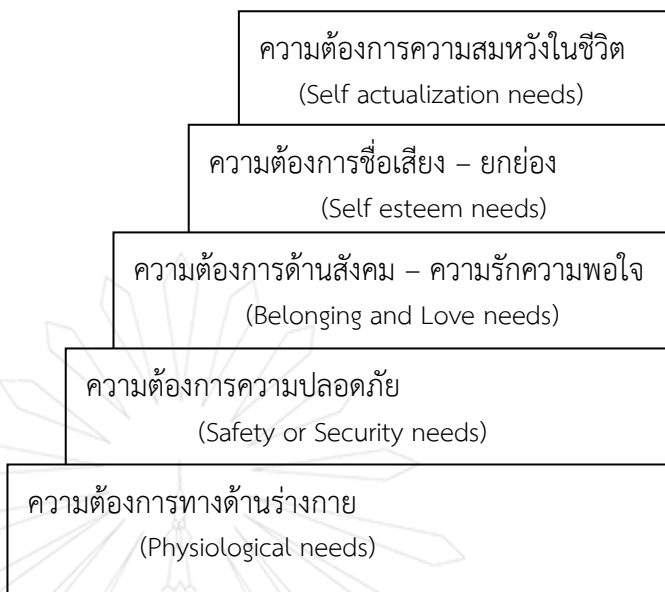 ความต้องการความสมหวังในชีวิต
(Self actualization needs)
ความต้องการชื่อเสียง – ยกย่อง
(Self esteem needs)
ความต้องการด้านสังคม – ความรักความพอใจ
(Belonging and Love needs)
ความต้องการความปลอดภัย
(Safety or Security needs)
ความต้องการทางด้านร่างกาย
(Physiological needs)